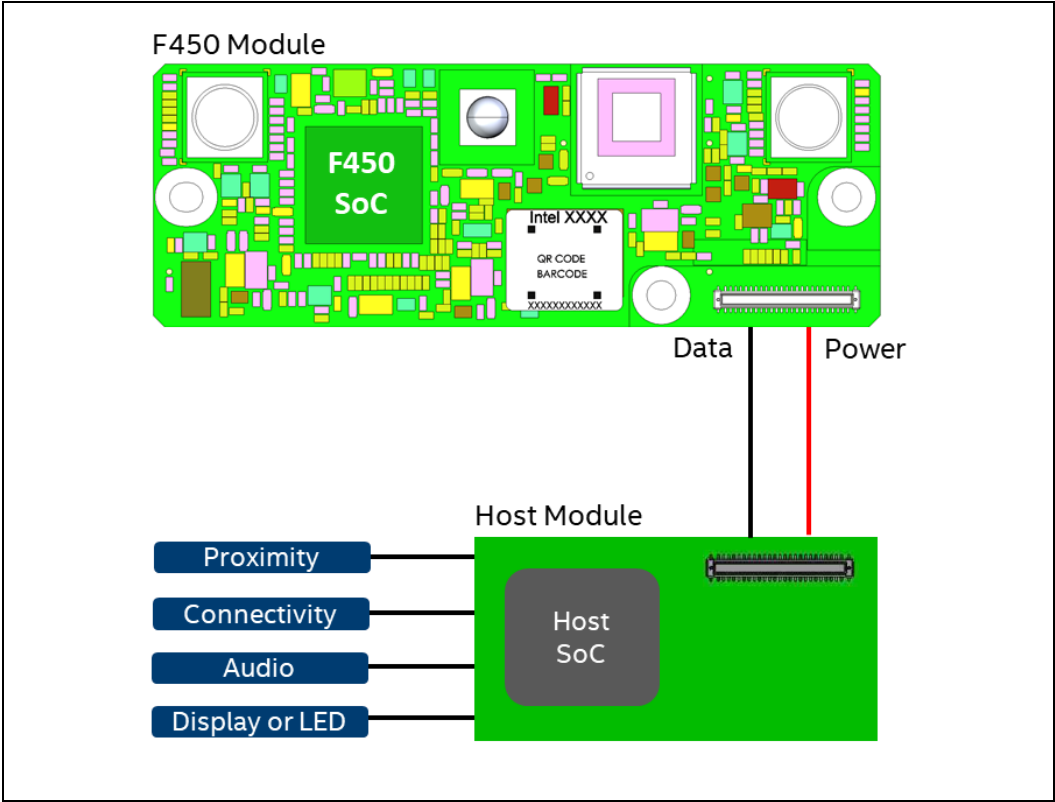 F450 Module
F450
SoC
Intel XXXX
QR CODE
BARCODE
XXXXXXXXXXXX
Data
Power
Host Module
Proximity
Connectivity
Audio
Display or LED
Host
SoC